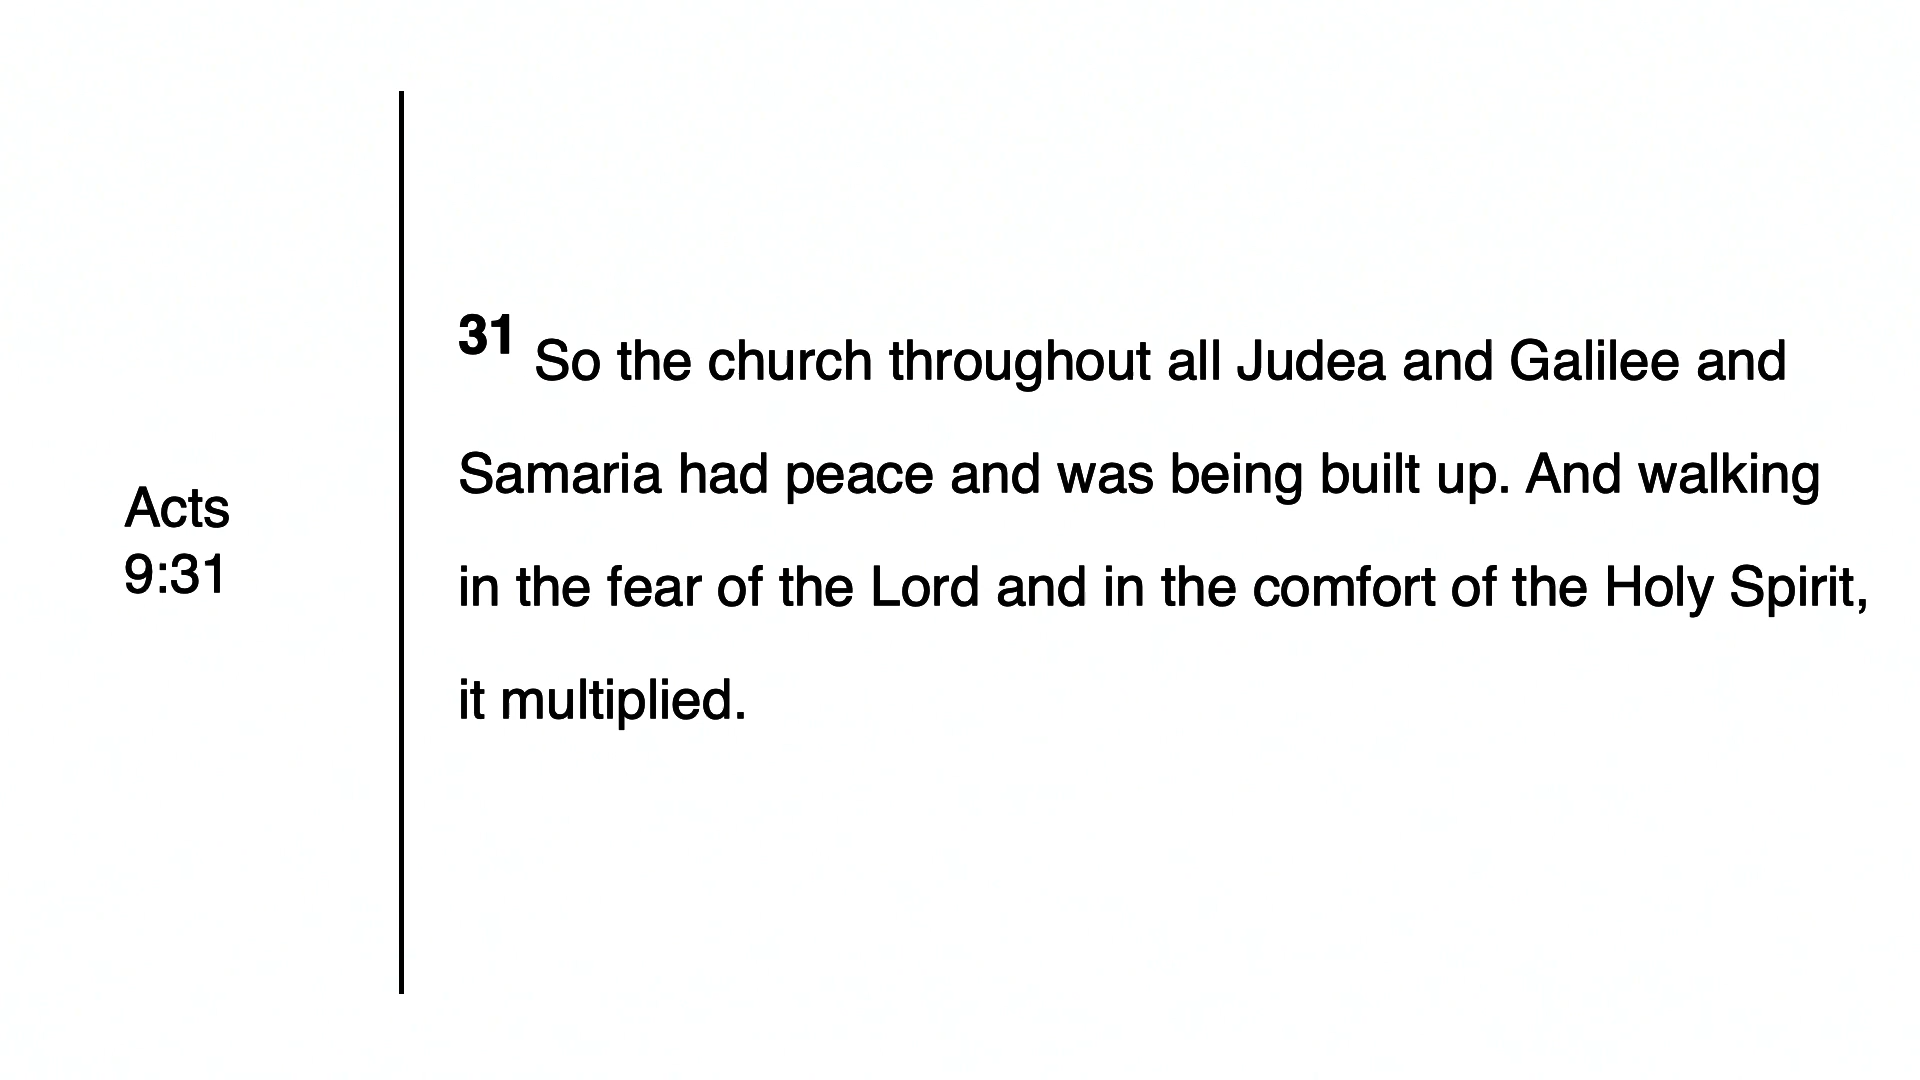 Acts
9:31
31 So the church throughout all Judea and Galilee and
Samaria had peace and was being built up. And walking
in the fear of the Lord and in the comfort of the Holy Spirit,
it multiplied.